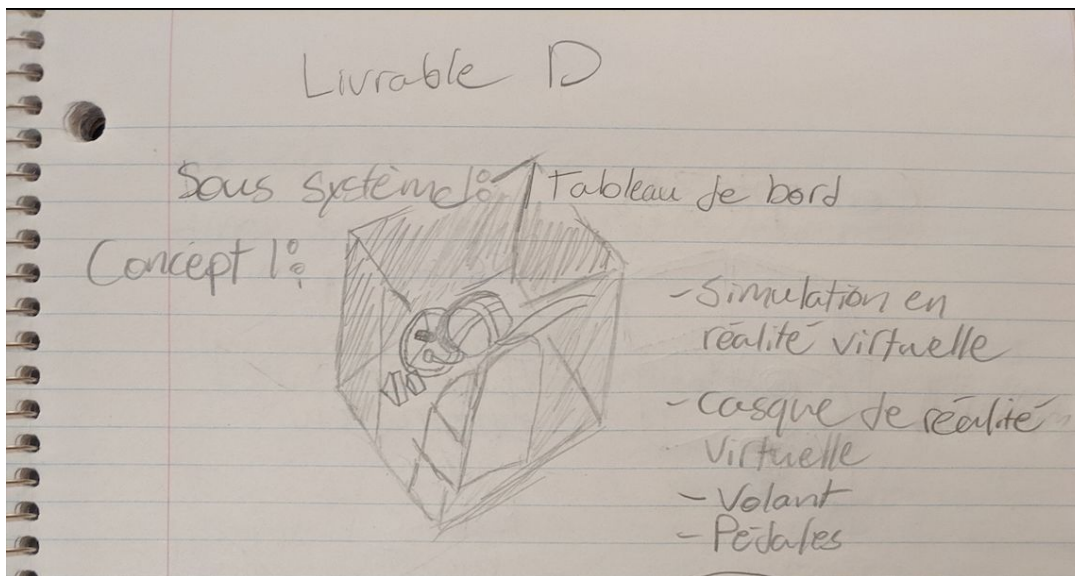 Livrable D
Sous système 1: Tableau de bord
Concept 1:
- Simulation en
réalité virtuelle
- Casque de réalité
virtuelle
- Volant
- Pédales